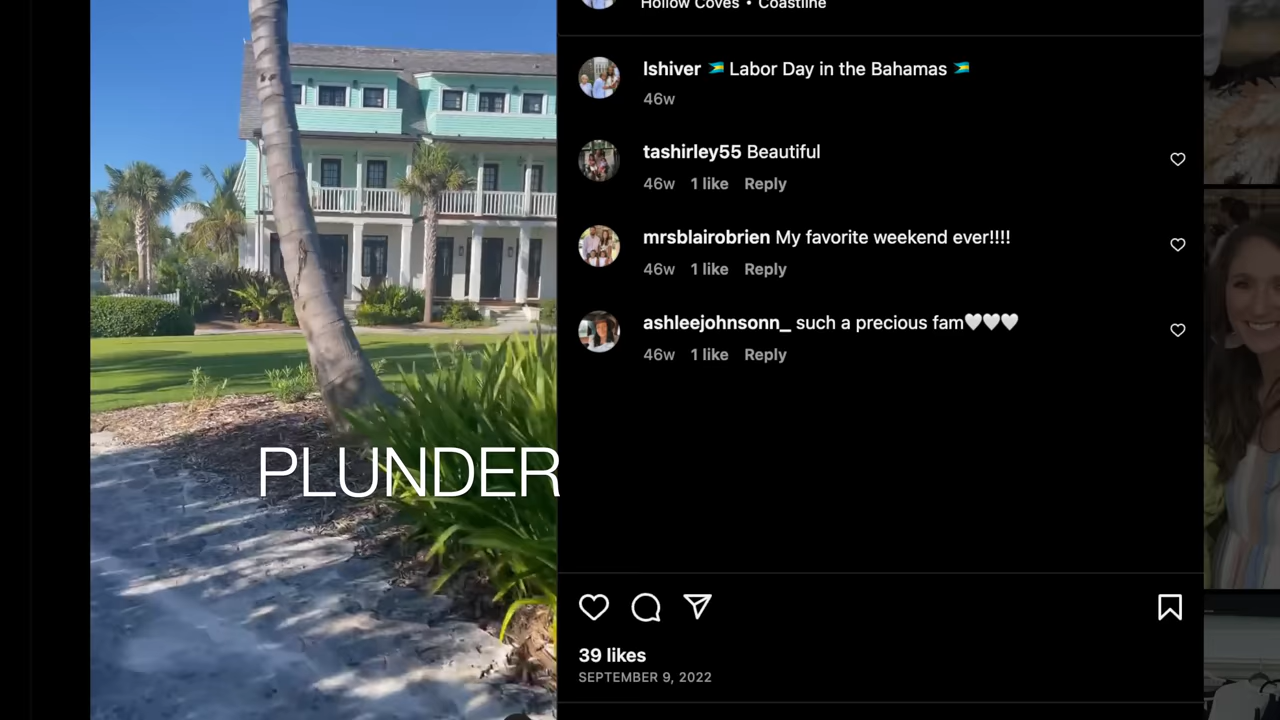 Hollow Coves • Coastline
lshiver 🇧🇸 Labor Day in the Bahamas 🇧🇸
46w
tashirley55 Beautiful
46w 1 like Reply
mrsblairobrien My favorite weekend ever!!!!
46w 1 like Reply
ashleejohnsonn_ such a precious fam🤍🤍🤍
46w 1 like Reply
PLUNDER
39 likes
SEPTEMBER 9, 2022